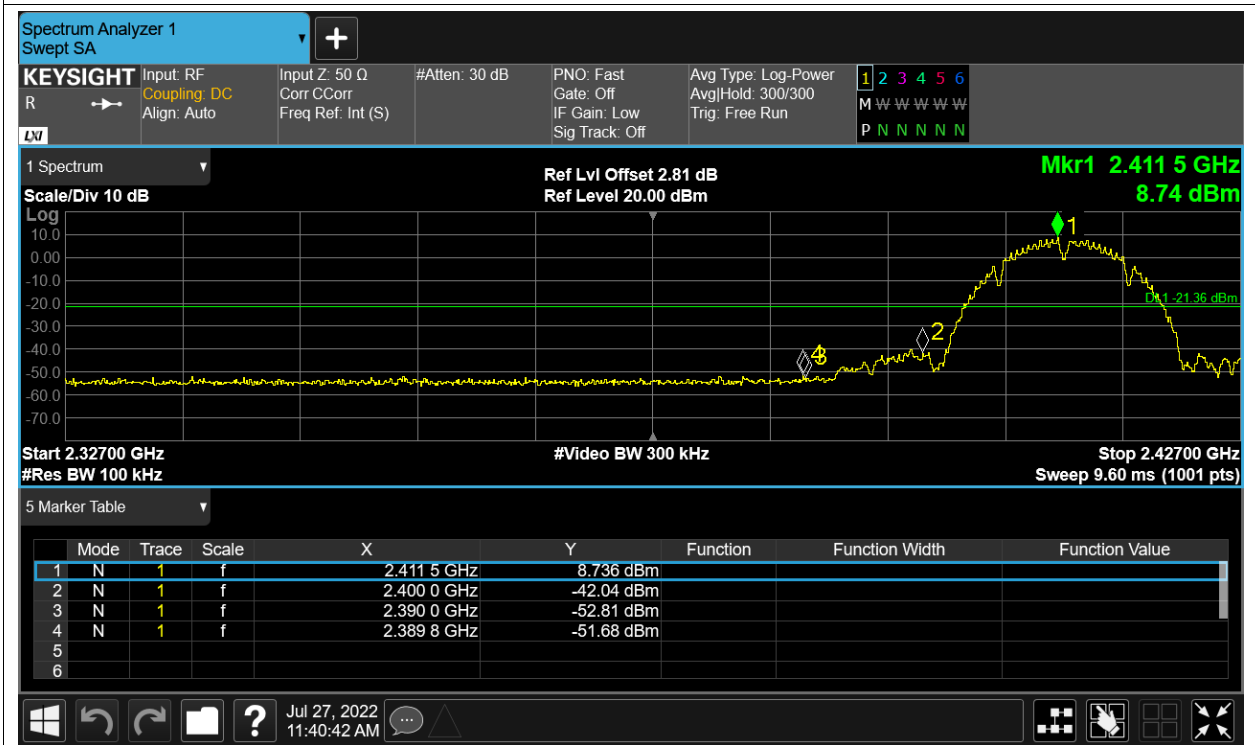 Spectrum Analyzer 1
Swept SA
+
KEYSIGHT Input: RF Input Z: 50 Ω #Atten: 30 dB PNO: Fast Avg Type: Log-Power 1 2 3 4 5 6
R Coupling: DC Corr CCorr Gate: Off Avg|Hold: 300/300 M W W W W W
Align: Auto Freq Ref: Int (S) IF Gain: Low Trig: Free Run
LXI Sig Track: Off P N N N N N
1 Spectrum Ref Lvl Offset 2.81 dB Mkr1 2.411 5 GHz
Scale/Div 10 dB Ref Level 20.00 dBm 8.74 dBm
Log
1
10.0
0.00
-10.0
-20.0
DL1 -21.36 dBm
-30.0
2
-40.0
4 3
-50.0
-60.0
-70.0
Start 2.32700 GHz #Video BW 300 kHz Stop 2.42700 GHz
#Res BW 100 kHz Sweep 9.60 ms (1001 pts)
5 Marker Table
Mode Trace Scale X Y Function Function Width Function Value
1 N 1 f 2.411 5 GHz 8.736 dBm
2 N 1 f 2.400 0 GHz -42.04 dBm
3 N 1 f 2.390 0 GHz -52.81 dBm
4 N 1 f 2.389 8 GHz -51.68 dBm
5
6
? Jul 27, 2022
11:40:42 AM